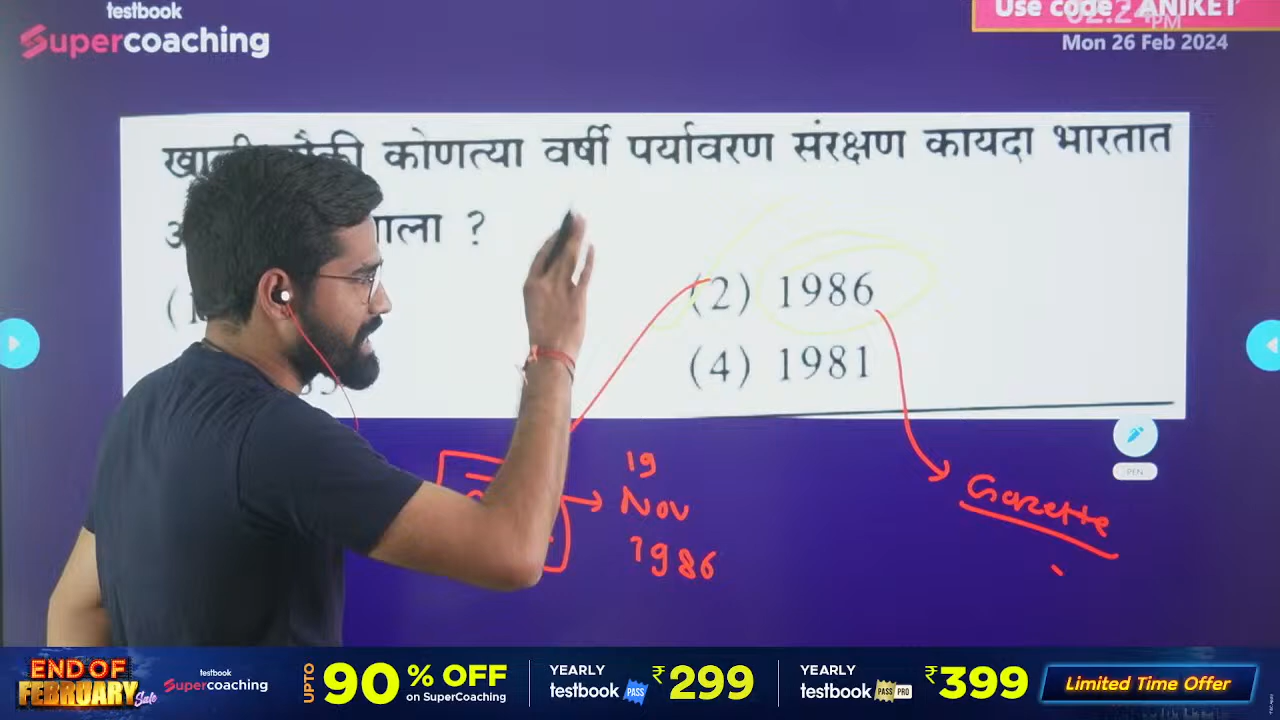 testbook
Supercoaching
Use code : ANIKET
Mon 26 Feb 2024
कोणत्या वर्षी पर्यावरण संरक्षण कायदा भारतात
?
(2) 1986
(4) 1981
PEN
19
Nov
1986
Gazette
END OF
FEBRUARY
Sale
testbook
Supercoaching
UPTO 90% OFF
on SuperCoaching
YEARLY
testbook PASS
₹299
YEARLY
testbook PASS PRO
₹399
Limited Time Offer